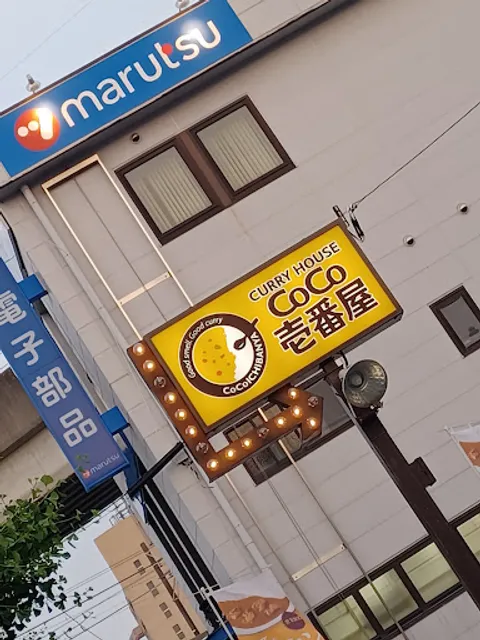 marutsu
CURRY HOUSE
CoCo
壱番屋
Good smell Good curry
CoCoICHIBANYA
電子部品
marutsu